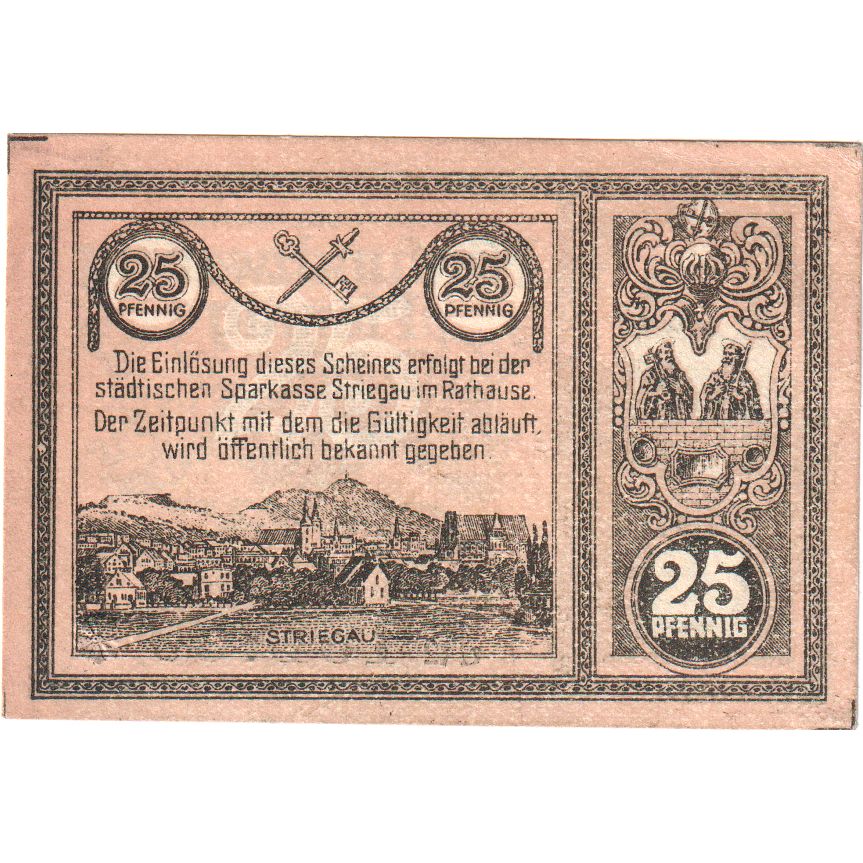 25
PFENNIG
25
PFENNIG
Die Einlösung dieses Scheines erfolgt bei der
städtischen Sparkasse Striegau im Rathause.
Der Zeitpunkt mit dem die Gültigkeit abläuft,
wird öffentlich bekannt gegeben.
STRIEGAU
25
PFENNIG